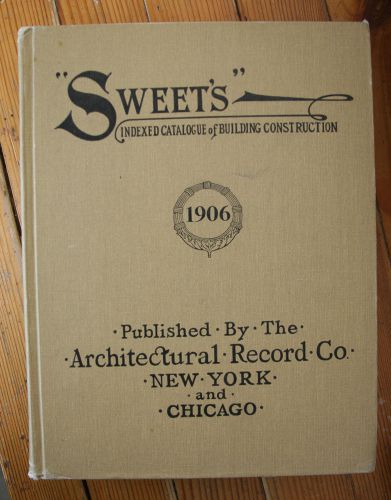 "SWEET'S"
INDEXED CATALOGUE of BUILDING CONSTRUCTION
1906
·Published·By·The·
·Architectural·Record·Co.
·NEW·YORK·
and
·CHICAGO·